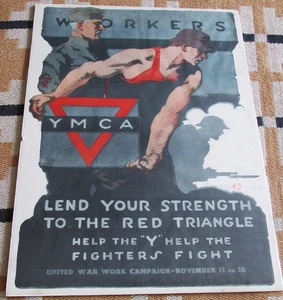 WORKERS
YMCA
LEND YOUR STRENGTH
TO THE RED TRIANGLE
HELP THE "Y" HELP THE
FIGHTERS FIGHT
UNITED WAR WORK CAMPAIGN - NOVEMBER 11 TO 18